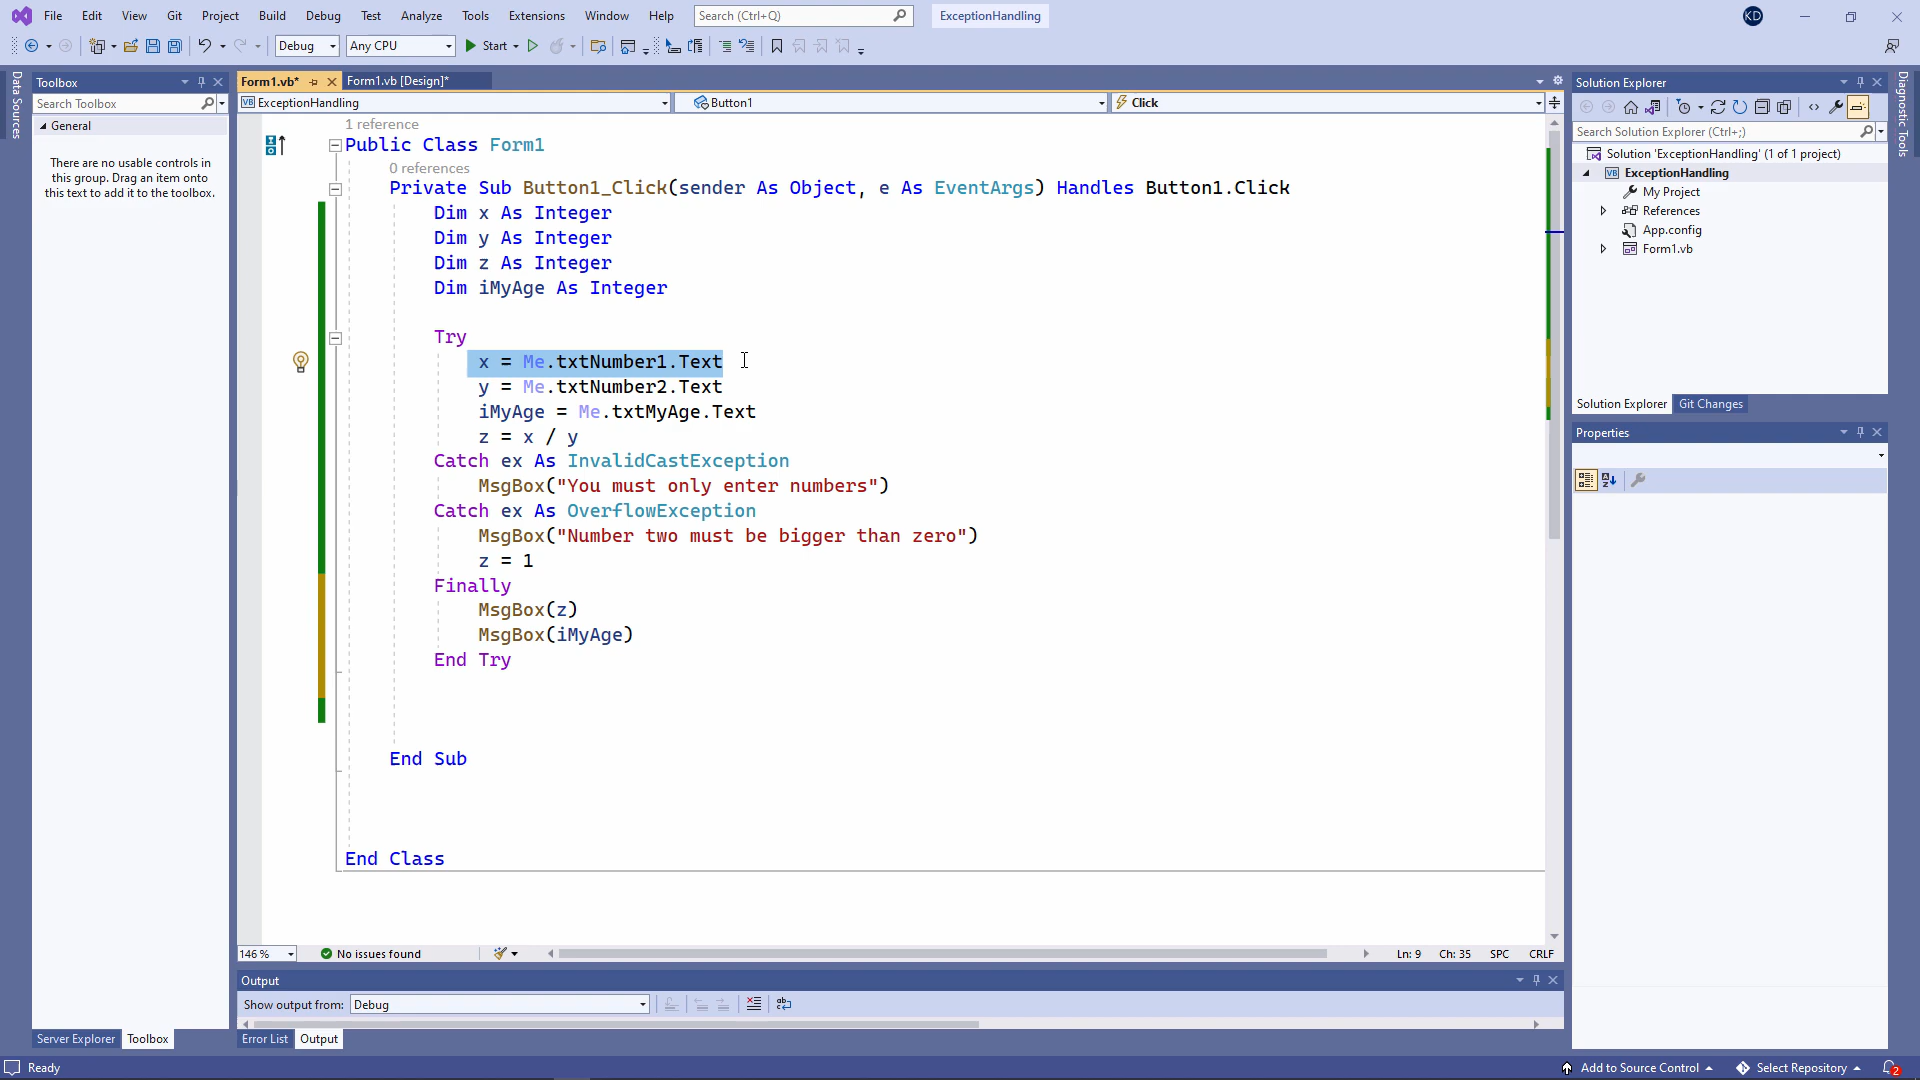 File Edit View Git Project Build Debug Test Analyze Tools Extensions Window Help Search (Ctrl+Q) ExceptionHandling KD
Debug Any CPU Start
Data Sources
Toolbox
Search Toolbox
General
There are no usable controls in
this group. Drag an item onto
this text to add it to the toolbox.
Server Explorer Toolbox
Form1.vb* Form1.vb [Design]*
VB ExceptionHandling Button1 Click
1 reference
Public Class Form1
0 references
Private Sub Button1_Click(sender As Object, e As EventArgs) Handles Button1.Click
Dim x As Integer
Dim y As Integer
Dim z As Integer
Dim iMyAge As Integer
Try
x = Me.txtNumber1.Text
y = Me.txtNumber2.Text
iMyAge = Me.txtMyAge.Text
z = x / y
Catch ex As InvalidCastException
MsgBox("You must only enter numbers")
Catch ex As OverflowException
MsgBox("Number two must be bigger than zero")
z = 1
Finally
MsgBox(z)
MsgBox(iMyAge)
End Try
End Sub
End Class
146 % No issues found Ln: 9 Ch: 35 SPC CRLF
Output
Show output from: Debug
Error List Output
Solution Explorer
Search Solution Explorer (Ctrl+;)
Solution 'ExceptionHandling' (1 of 1 project)
VB ExceptionHandling
My Project
References
App.config
Form1.vb
Solution Explorer Git Changes
Properties
Diagnostic Tools
Ready Add to Source Control Select Repository 2